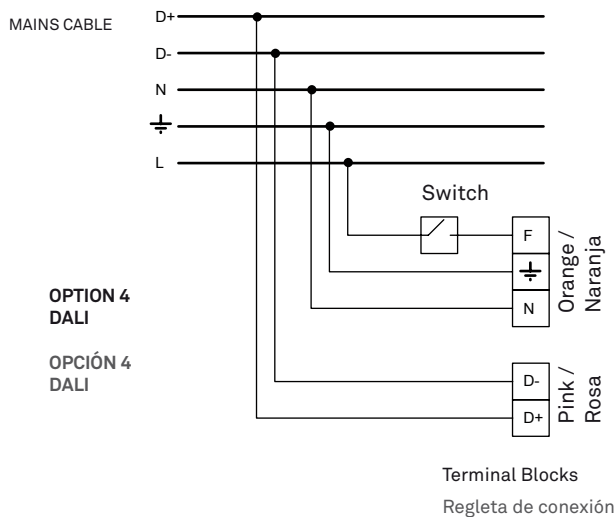 MAINS CABLE
D+
D-
N
L
Switch
F
N
Orange /
Naranja
OPTION 4
DALI
OPCIÓN 4
DALI
D-
D+
Pink /
Rosa
Terminal Blocks
Regleta de conexión